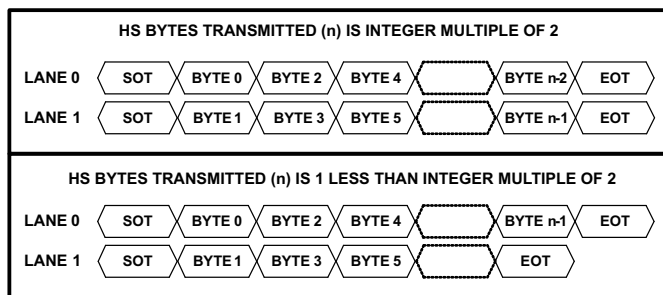 HS BYTES TRANSMITTED (n) IS INTEGER MULTIPLE OF 2
LANE 0 SOT BYTE 0 BYTE 2 BYTE 4 BYTE n-2 EOT
LANE 1 SOT BYTE 1 BYTE 3 BYTE 5 BYTE n-1 EOT
HS BYTES TRANSMITTED (n) IS 1 LESS THAN INTEGER MULTIPLE OF 2
LANE 0 SOT BYTE 0 BYTE 2 BYTE 4 BYTE n-1 EOT
LANE 1 SOT BYTE 1 BYTE 3 BYTE 5 EOT